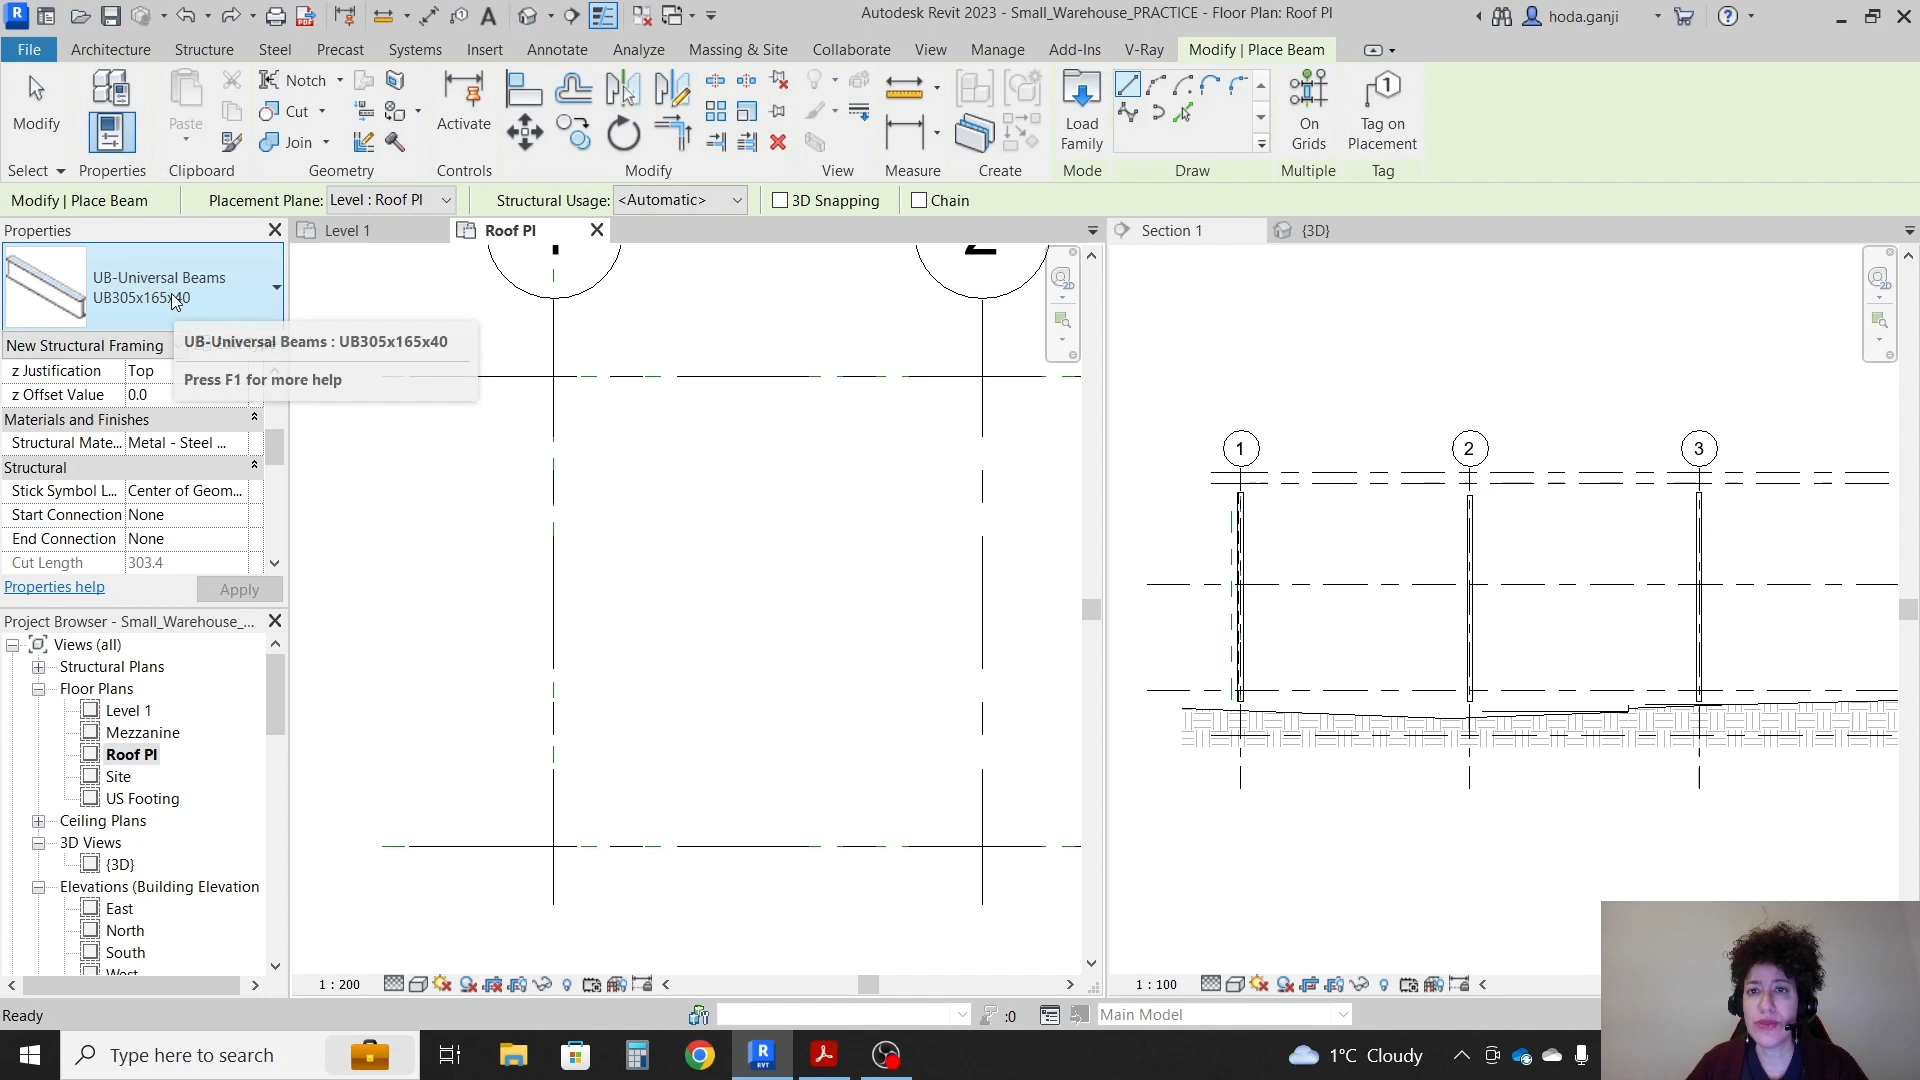 Autodesk Revit 2023 - Small_Warehouse_PRACTICE - Floor Plan: Roof Pl
hoda.ganji
File Architecture Structure Steel Precast Systems Insert Annotate Analyze Massing & Site Collaborate View Manage Add-Ins V-Ray Modify | Place Beam
Modify
Properties
Paste
Notch
Cut
Join
Activate
Load
Family
On
Grids
Tag on
Placement
Select Properties Clipboard Geometry Controls Modify View Measure Create Mode Draw Multiple Tag
Modify | Place Beam Placement Plane: Level : Roof Pl Structural Usage: <Automatic> 3D Snapping Chain
Properties
UB-Universal Beams
UB305x165x40
New Structural Framing
UB-Universal Beams : UB305x165x40
Press F1 for more help
z Justification Top
z Offset Value 0.0
Materials and Finishes
Structural Mate... Metal - Steel ...
Structural
Stick Symbol L... Center of Geom...
Start Connection None
End Connection None
Cut Length 303.4
Properties help Apply
Project Browser - Small_Warehouse_...
Views (all)
Structural Plans
Floor Plans
Level 1
Mezzanine
Roof Pl
Site
US Footing
Ceiling Plans
3D Views
{3D}
Elevations (Building Elevation
East
North
South
West
Level 1 Roof Pl
2D
1 : 200
Section 1 {3D}
2D
1 2 3
1 : 100
Ready
:0
Main Model
Type here to search
1°C Cloudy